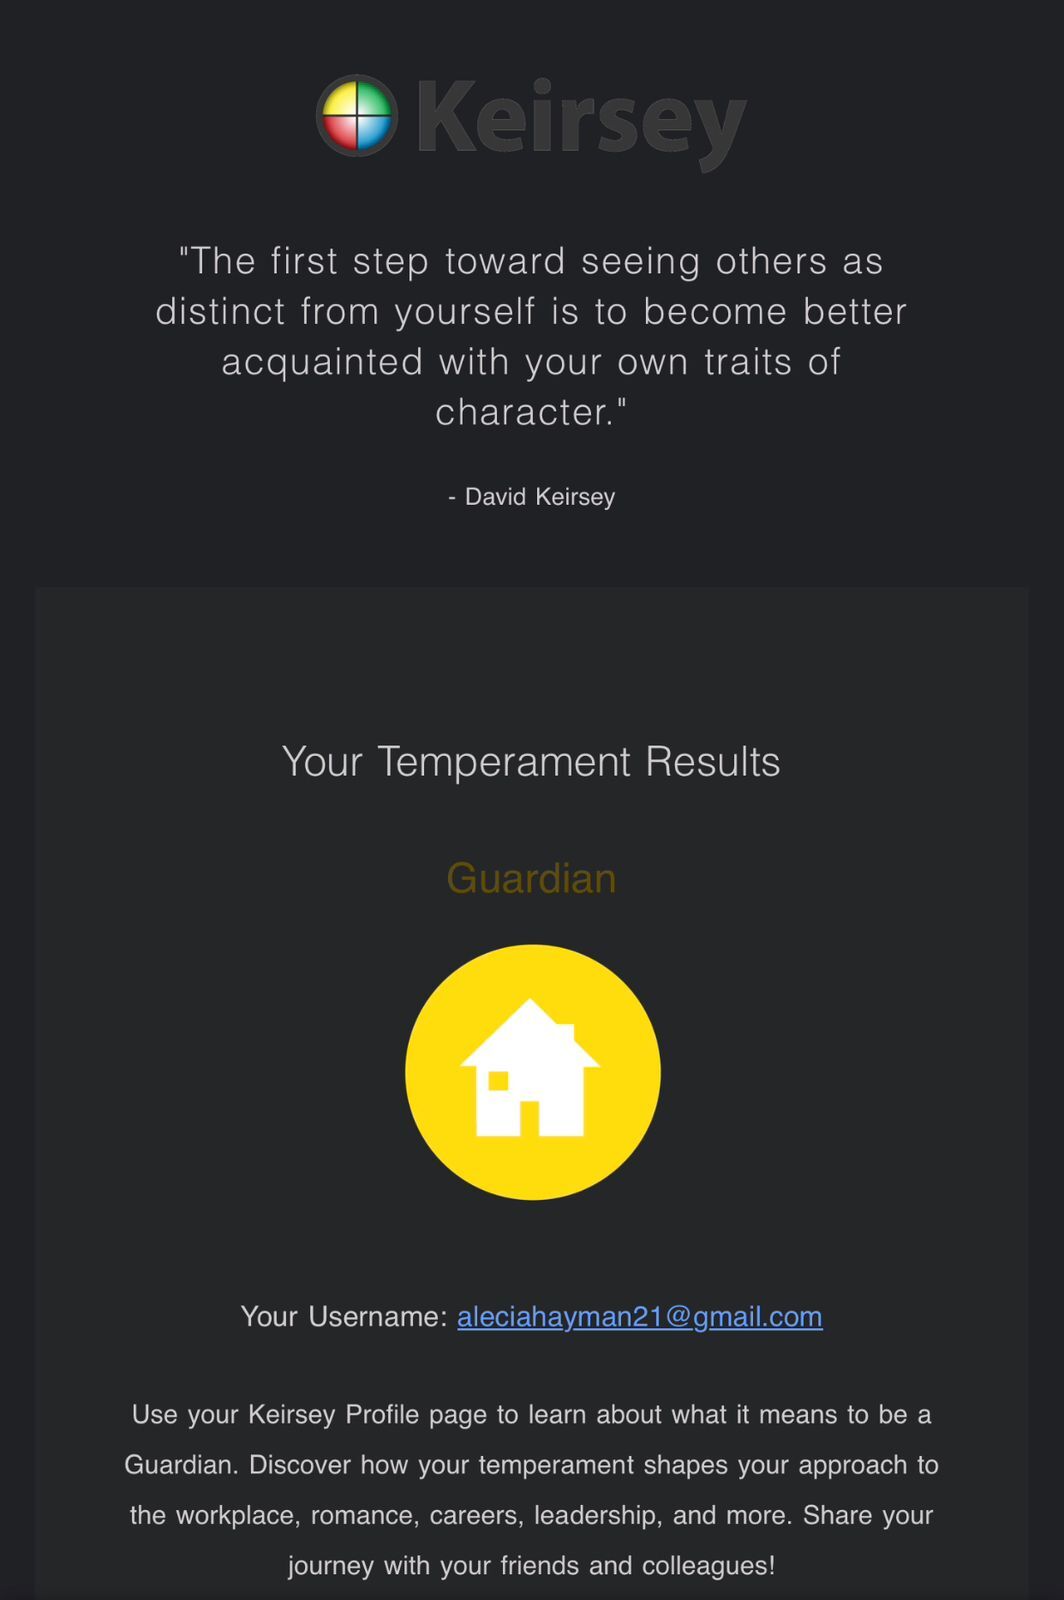 Keirsey
"The first step toward seeing others as
distinct from yourself is to become better
acquainted with your own traits of
character."
- David Keirsey
Your Temperament Results
Guardian
Your Username: aleciahayman21@gmail.com
Use your Keirsey Profile page to learn about what it means to be a
Guardian. Discover how your temperament shapes your approach to
the workplace, romance, careers, leadership, and more. Share your
journey with your friends and colleagues!